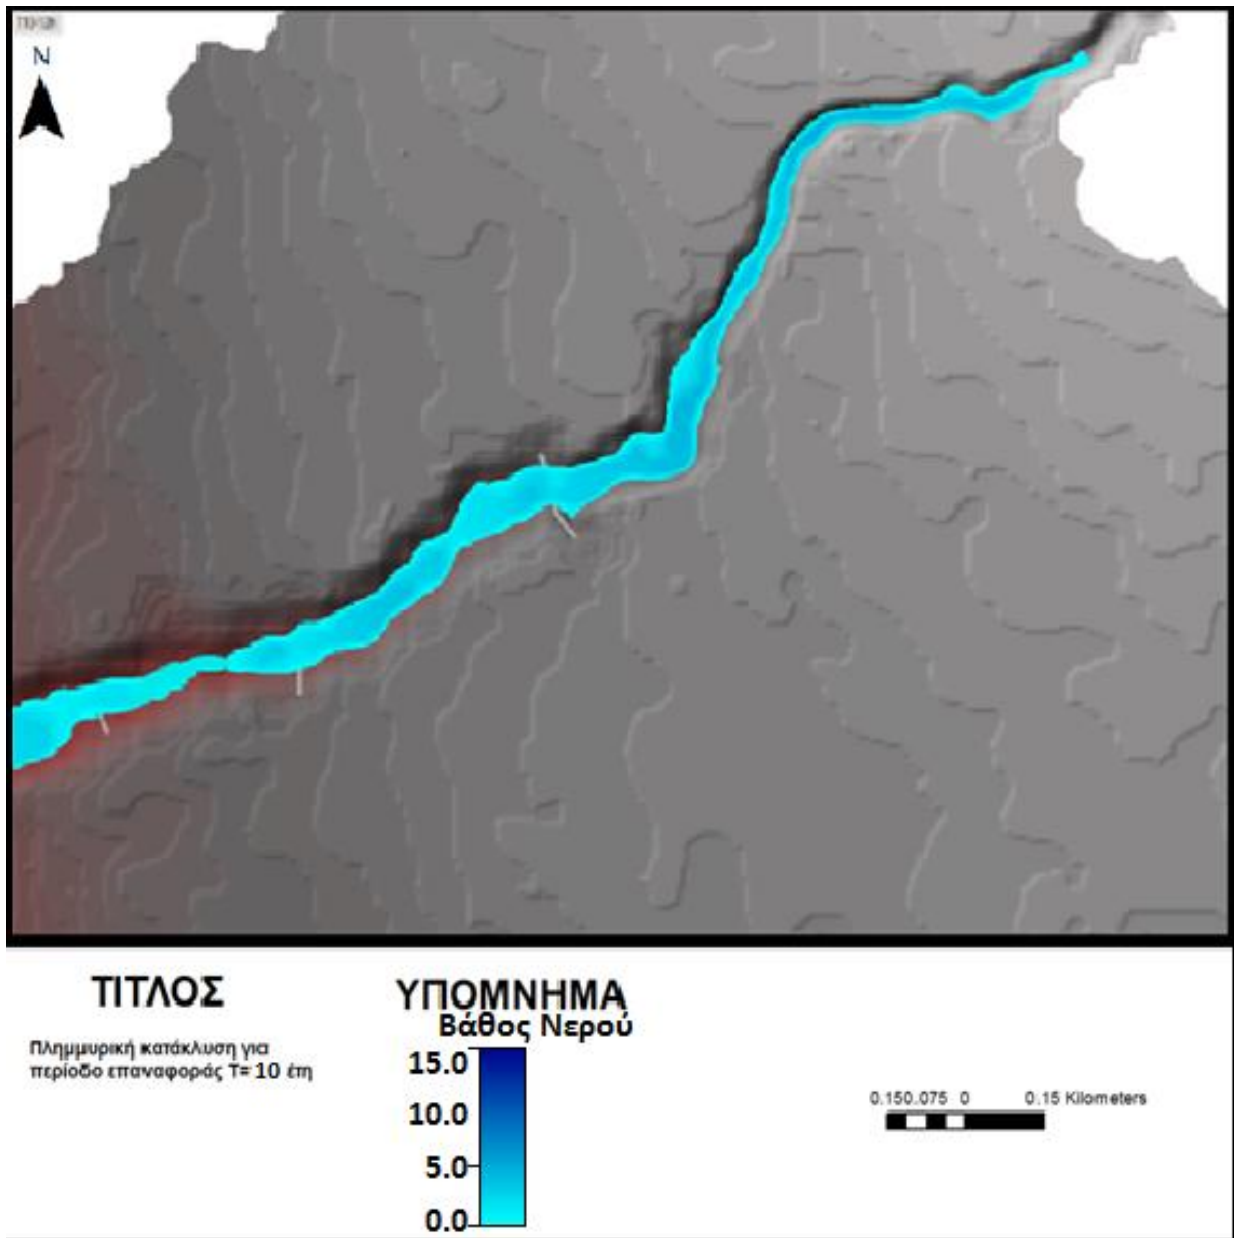 N
ΤΙΤΛΟΣ
Πλημμυρική κατάκλυση για
περίοδο επαναφοράς Τ= 10 έτη
ΥΠΟΜΝΗΜΑ
Βάθος Νερού
15.0
10.0
5.0
0.0
0.150.075 0 0.15 Kilometers